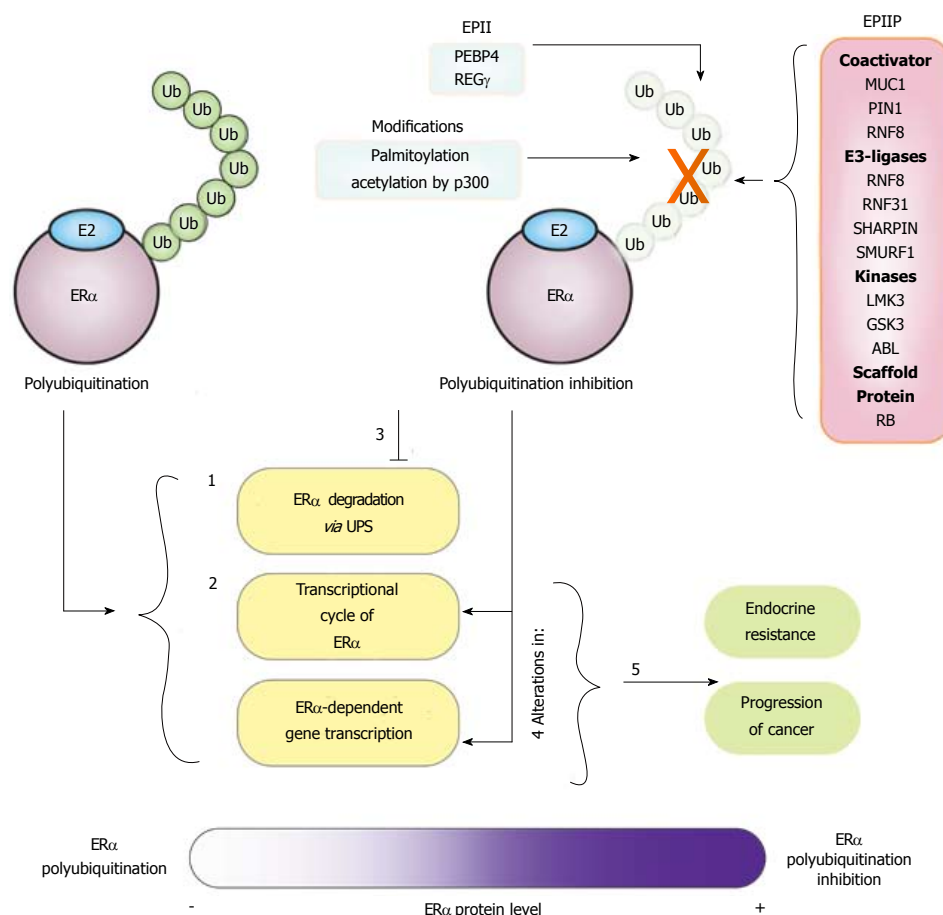 Ub
Ub
Ub
Ub
Ub
Ub
Ub
E2
ERα
Polyubiquitination
EPII
PEBP4
REGγ
Modifications
Palmitoylation
acetylation by p300
Ub
Ub
Ub
Ub
Ub
Ub
Ub
X
E2
ERα
Polyubiquitination inhibition
EPIIP
Coactivator
MUC1
PIN1
RNF8
E3-ligases
RNF8
RNF31
SHARPIN
SMURF1
Kinases
LMK3
GSK3
ABL
Scaffold
Protein
RB
3
1
ERα degradation
via UPS
2
Transcriptional
cycle of
ERα
ERα-dependent
gene transcription
4 Alterations in:
5
Endocrine
resistance
Progression
of cancer
ERα
polyubiquitination
ERα
polyubiquitination
inhibition
-
ERα protein level
+